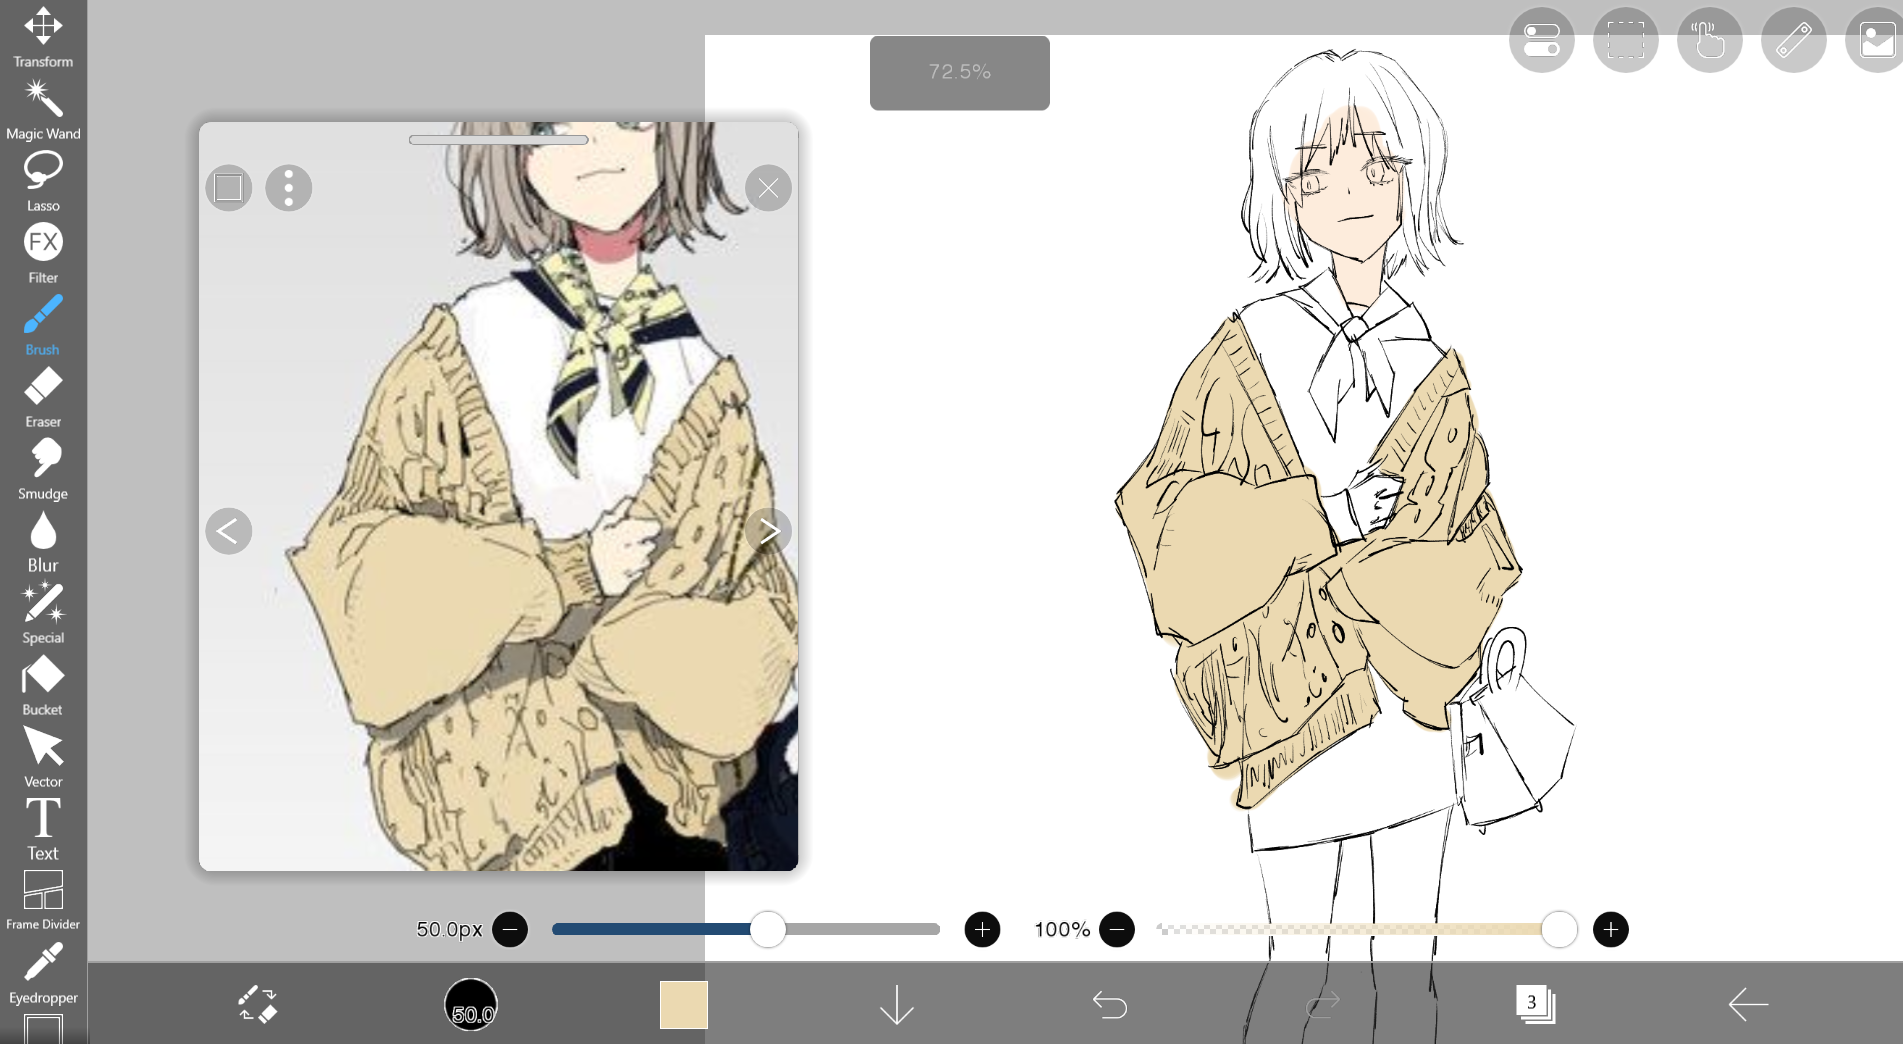 Transform
Magic Wand
Lasso
FX
Filter
Brush
Eraser
Smudge
Blur
Special
Bucket
Vector
T
Text
Frame Divider
Eyedropper
72.5%
50.0px
100%
50.0
3